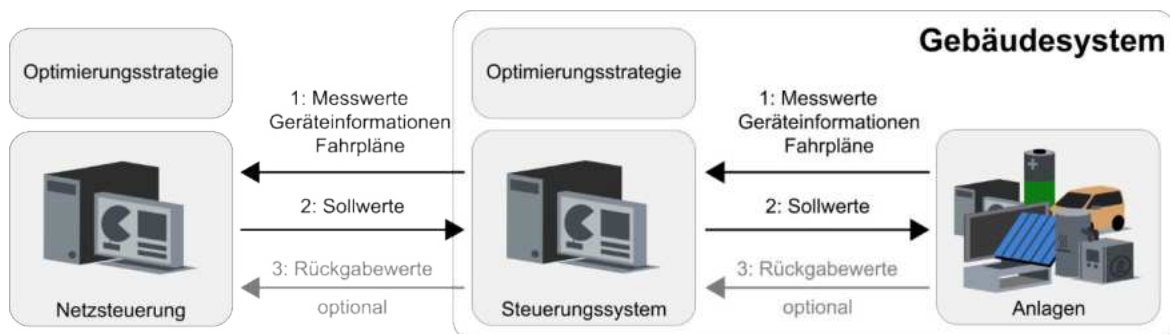 Gebäudesystem
Optimierungsstrategie
Optimierungsstrategie
1: Messwerte
Geräteinformationen
Fahrpläne
1: Messwerte
Geräteinformationen
Fahrpläne
2: Sollwerte
2: Sollwerte
3: Rückgabewerte
optional
3: Rückgabewerte
optional
Netzsteuerung
Steuerungssystem
Anlagen